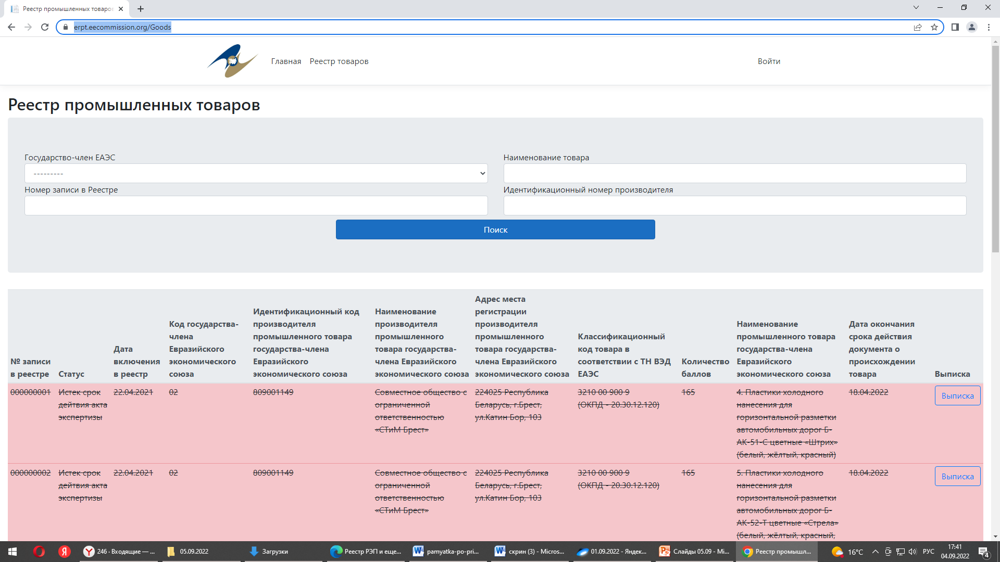 Реестр промышленных товаров
erpt.eecommission.org/Goods
Главная Реестр товаров Войти
Реестр промышленных товаров
Государство-член ЕАЭС
---------
Наименование товара
Номер записи в Реестре
Идентификационный номер производителя
Поиск
№ записи
в реестре
Статус
Дата
включения
в реестр
Код государства-
члена
Евразийского
экономического
союза
Идентификационный код
производителя
промышленного товара
государства-члена
Евразийского
экономического союза
Наименование
производителя
промышленного
товара государства-
члена Евразийского
экономического союза
Адрес места
регистрации
производителя
промышленного
товара государства-
члена Евразийского
экономического союза
Классификационный
код товара в
соответствии с ТН ВЭД
ЕАЭС
Количество
баллов
Наименование
промышленного товара
государства-члена
Евразийского
экономического союза
Дата окончания
срока действия
документа о
происхождении
товара
Выписка
000000001
Истек срок
дейтвия акта
экспертизы
22.04.2021
02
809001149
Совместное общество с
ограниченной
ответственностью
«СТиМ Брест»
224025 Республика
Беларусь, г.Брест,
ул.Катин Бор, 103
3210 00 900 9
(ОКПД - 20.30.12.120)
165
4. Пластики холодного
нанесения для
горизонтальной разметки
автомобильных дорог Б-
АК-51-С цветные «Штрих»
(белый, жёлтый, красный)
18.04.2022
Выписка
000000002
Истек срок
дейтвия акта
экспертизы
22.04.2021
02
809001149
Совместное общество с
ограниченной
ответственностью
«СТиМ Брест»
224025 Республика
Беларусь, г.Брест,
ул.Катин Бор, 103
3210 00 900 9
(ОКПД - 20.30.12.120)
165
5. Пластики холодного
нанесения для
горизонтальной разметки
автомобильных дорог Б-
АК-52-Т цветные «Стрела»
(белый, жёлтый, красный,
18.04.2022
Выписка
246 · Входящие — ...
05.09.2022
Загрузки
Реестр РЭП и еще...
pamyatka-po-pri...
скрин (3) - Micros...
01.09.2022 - Яндек...
Слайды 05.09 - Mi...
Реестр промышл...
16°C
РУС
17:41
04.09.2022
4